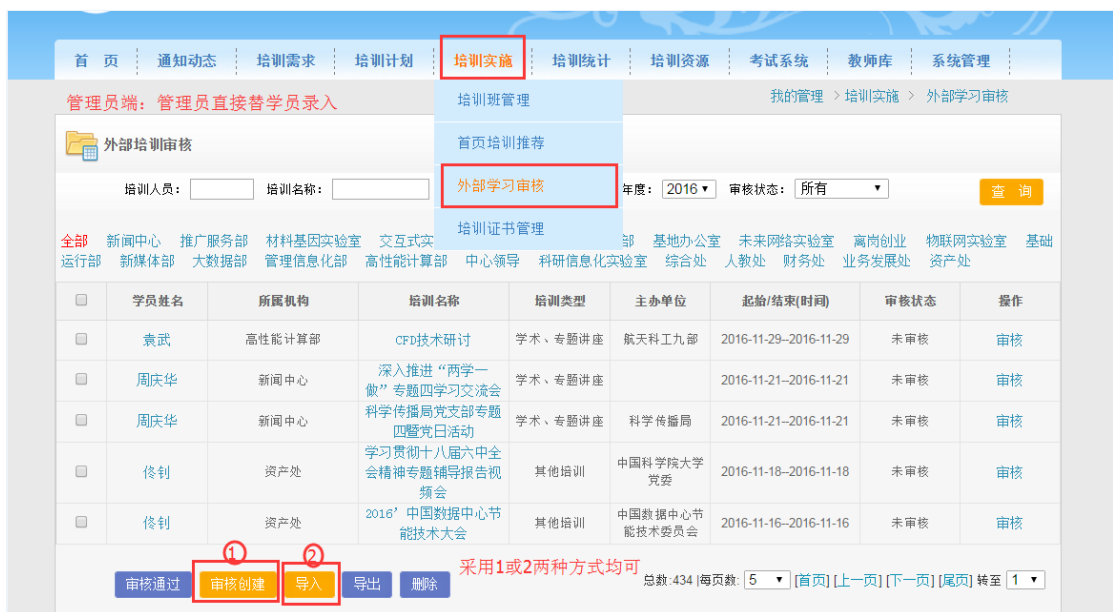 首 页 通知动态 培训需求 培训计划 培训实施 培训统计 培训资源 考试系统 教师库 系统管理
管理员端：管理员直接替学员录入
培训班管理
我的管理 >培训实施 > 外部学习审核
外部培训审核
首页培训推荐
培训人员： 培训名称： 外部学习审核 年度： 2016 审核状态： 所有 查 询
培训证书管理
全部 新闻中心 推广服务部 材料基因实验室 交互式实 部 基地办公室 未来网络实验室 离岗创业 物联网实验室 基础
运行部 新媒体部 大数据部 管理信息化部 高性能计算部 中心领导 科研信息化实验室 综合处 人教处 财务处 业务发展处 资产处
学员姓名 所属机构 培训名称 培训类型 主办单位 起始/结束(时间) 审核状态 操作
袁武 高性能计算部 CFD技术研讨 学术、专题讲座 航天科工九部 2016-11-29--2016-11-29 未审核 审核
周庆华 新闻中心 深入推进“两学一
做”专题四学习交流会 学术、专题讲座 2016-11-21--2016-11-21 未审核 审核
周庆华 新闻中心 科学传播局党支部专题
四暨党日活动 学术、专题讲座 科学传播局 2016-11-21--2016-11-21 未审核 审核
佟钊 资产处 学习贯彻十八届六中全
会精神专题辅导报告视
频会 其他培训 中国科学院大学
党委 2016-11-18--2016-11-18 未审核 审核
佟钊 资产处 2016’中国数据中心节
能技术大会 其他培训 中国数据中心节
能技术委员会 2016-11-16--2016-11-16 未审核 审核
① ②
采用1或2两种方式均可
审核通过 审核创建 导入 导出 删除 总数:434 |每页数: 5 [首页] [上一页] [下一页] [尾页] 转至 1